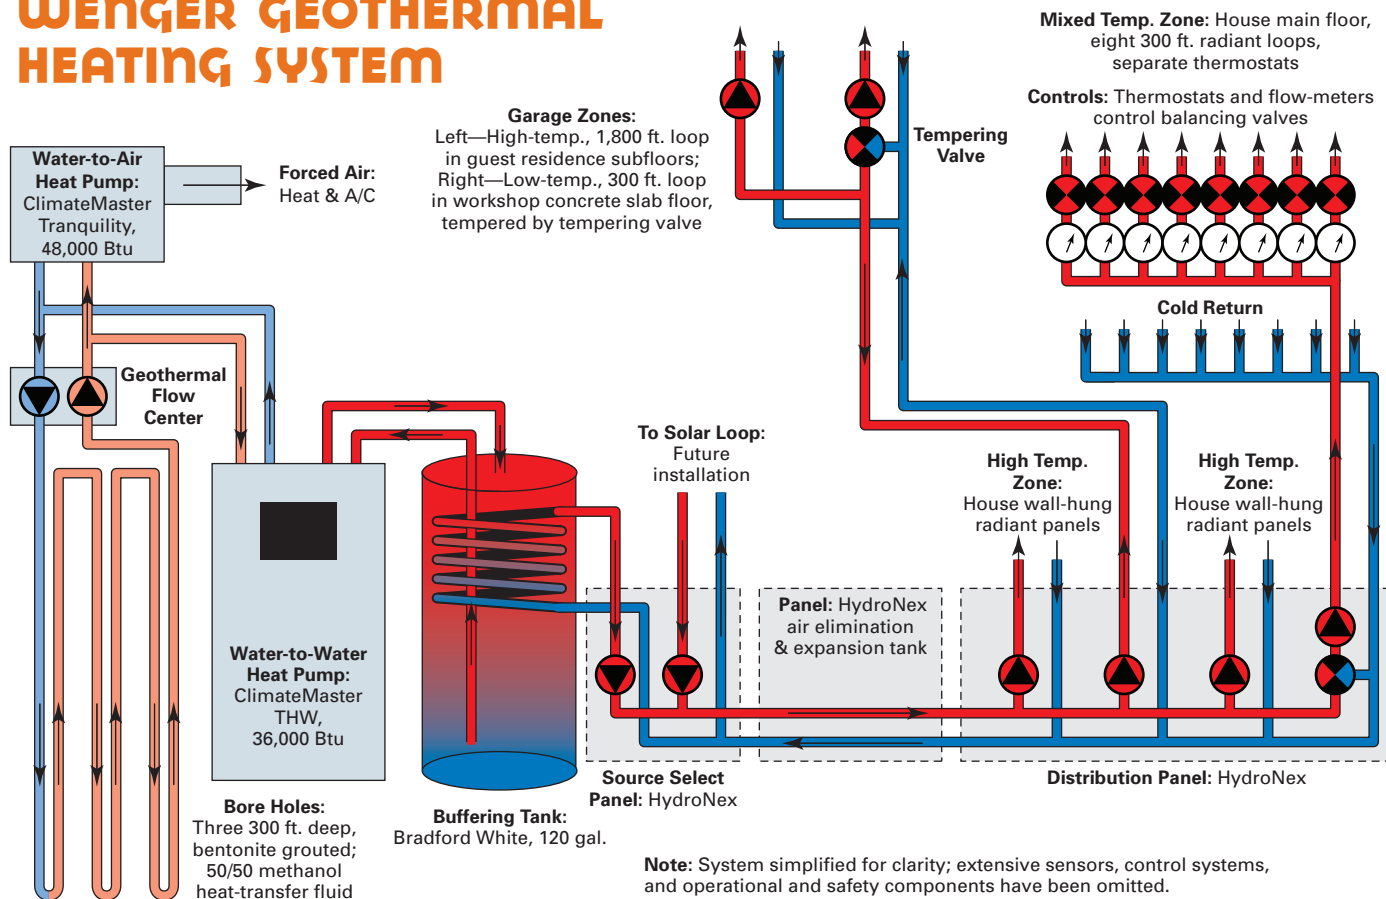 WENGER GEOTHERMAL
HEATING SYSTEM
Water-to-Air
Heat Pump:
ClimateMaster
Tranquility,
48,000 Btu
Forced Air:
Heat & A/C
Garage Zones:
Left—High-temp., 1,800 ft. loop
in guest residence subfloors;
Right—Low-temp., 300 ft. loop
in workshop concrete slab floor,
tempered by tempering valve
Tempering
Valve
Mixed Temp. Zone: House main floor,
eight 300 ft. radiant loops,
separate thermostats
Controls: Thermostats and flow-meters
control balancing valves
Cold Return
Geothermal
Flow
Center
To Solar Loop:
Future
installation
High Temp.
Zone:
House wall-hung
radiant panels
High Temp.
Zone:
House wall-hung
radiant panels
Water-to-Water
Heat Pump:
ClimateMaster
THW,
36,000 Btu
Panel: HydroNex
air elimination
& expansion tank
Source Select
Panel: HydroNex
Distribution Panel: HydroNex
Bore Holes:
Three 300 ft. deep,
bentonite grouted;
50/50 methanol
heat-transfer fluid
Buffering Tank:
Bradford White, 120 gal.
Note: System simplified for clarity; extensive sensors, control systems,
and operational and safety components have been omitted.